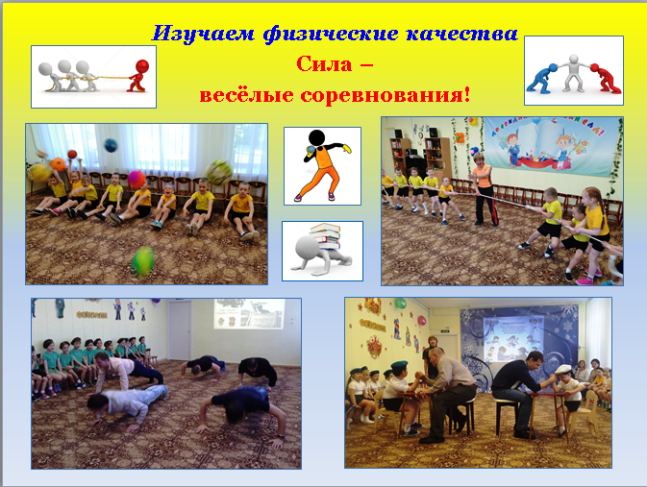 Изучаем физические качества
Сила –
весёлые соревнования!